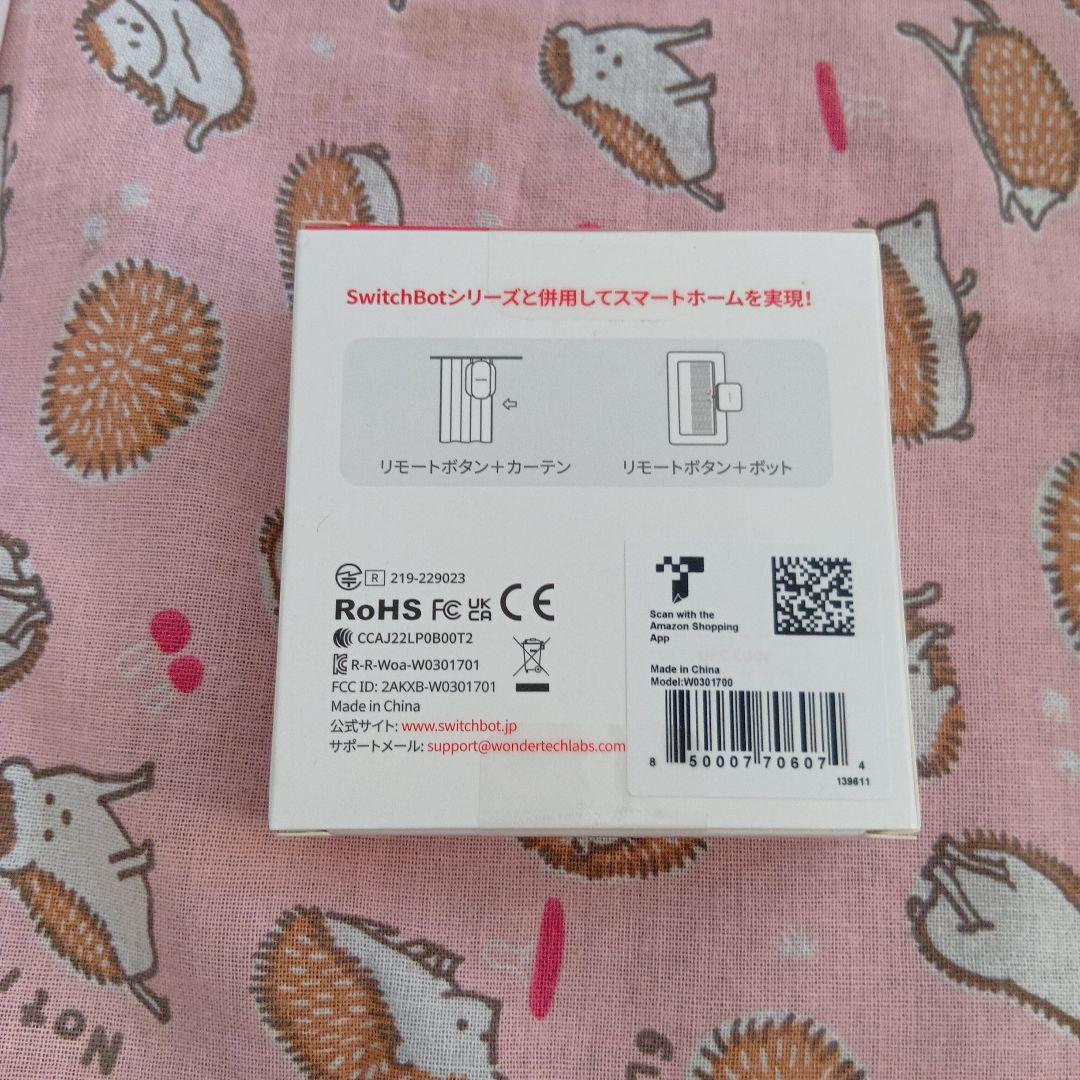 SwitchBotシリーズと併用してスマートホームを実現!
リモートボタン+カーテン
リモートボタン+ボット
R 219-229023
RoHS FC UK CA CE
CCAJ22LP0B00T2
R-R-Woa-W0301701
FCC ID: 2AKXB-W0301701
Made in China
公式サイト: www.switchbot.jp
サポートメール: support@wondertechlabs.com
Scan with the
Amazon Shopping
App
Made in China
Model:W0301700
8 50007 70607 4
139611
NoT